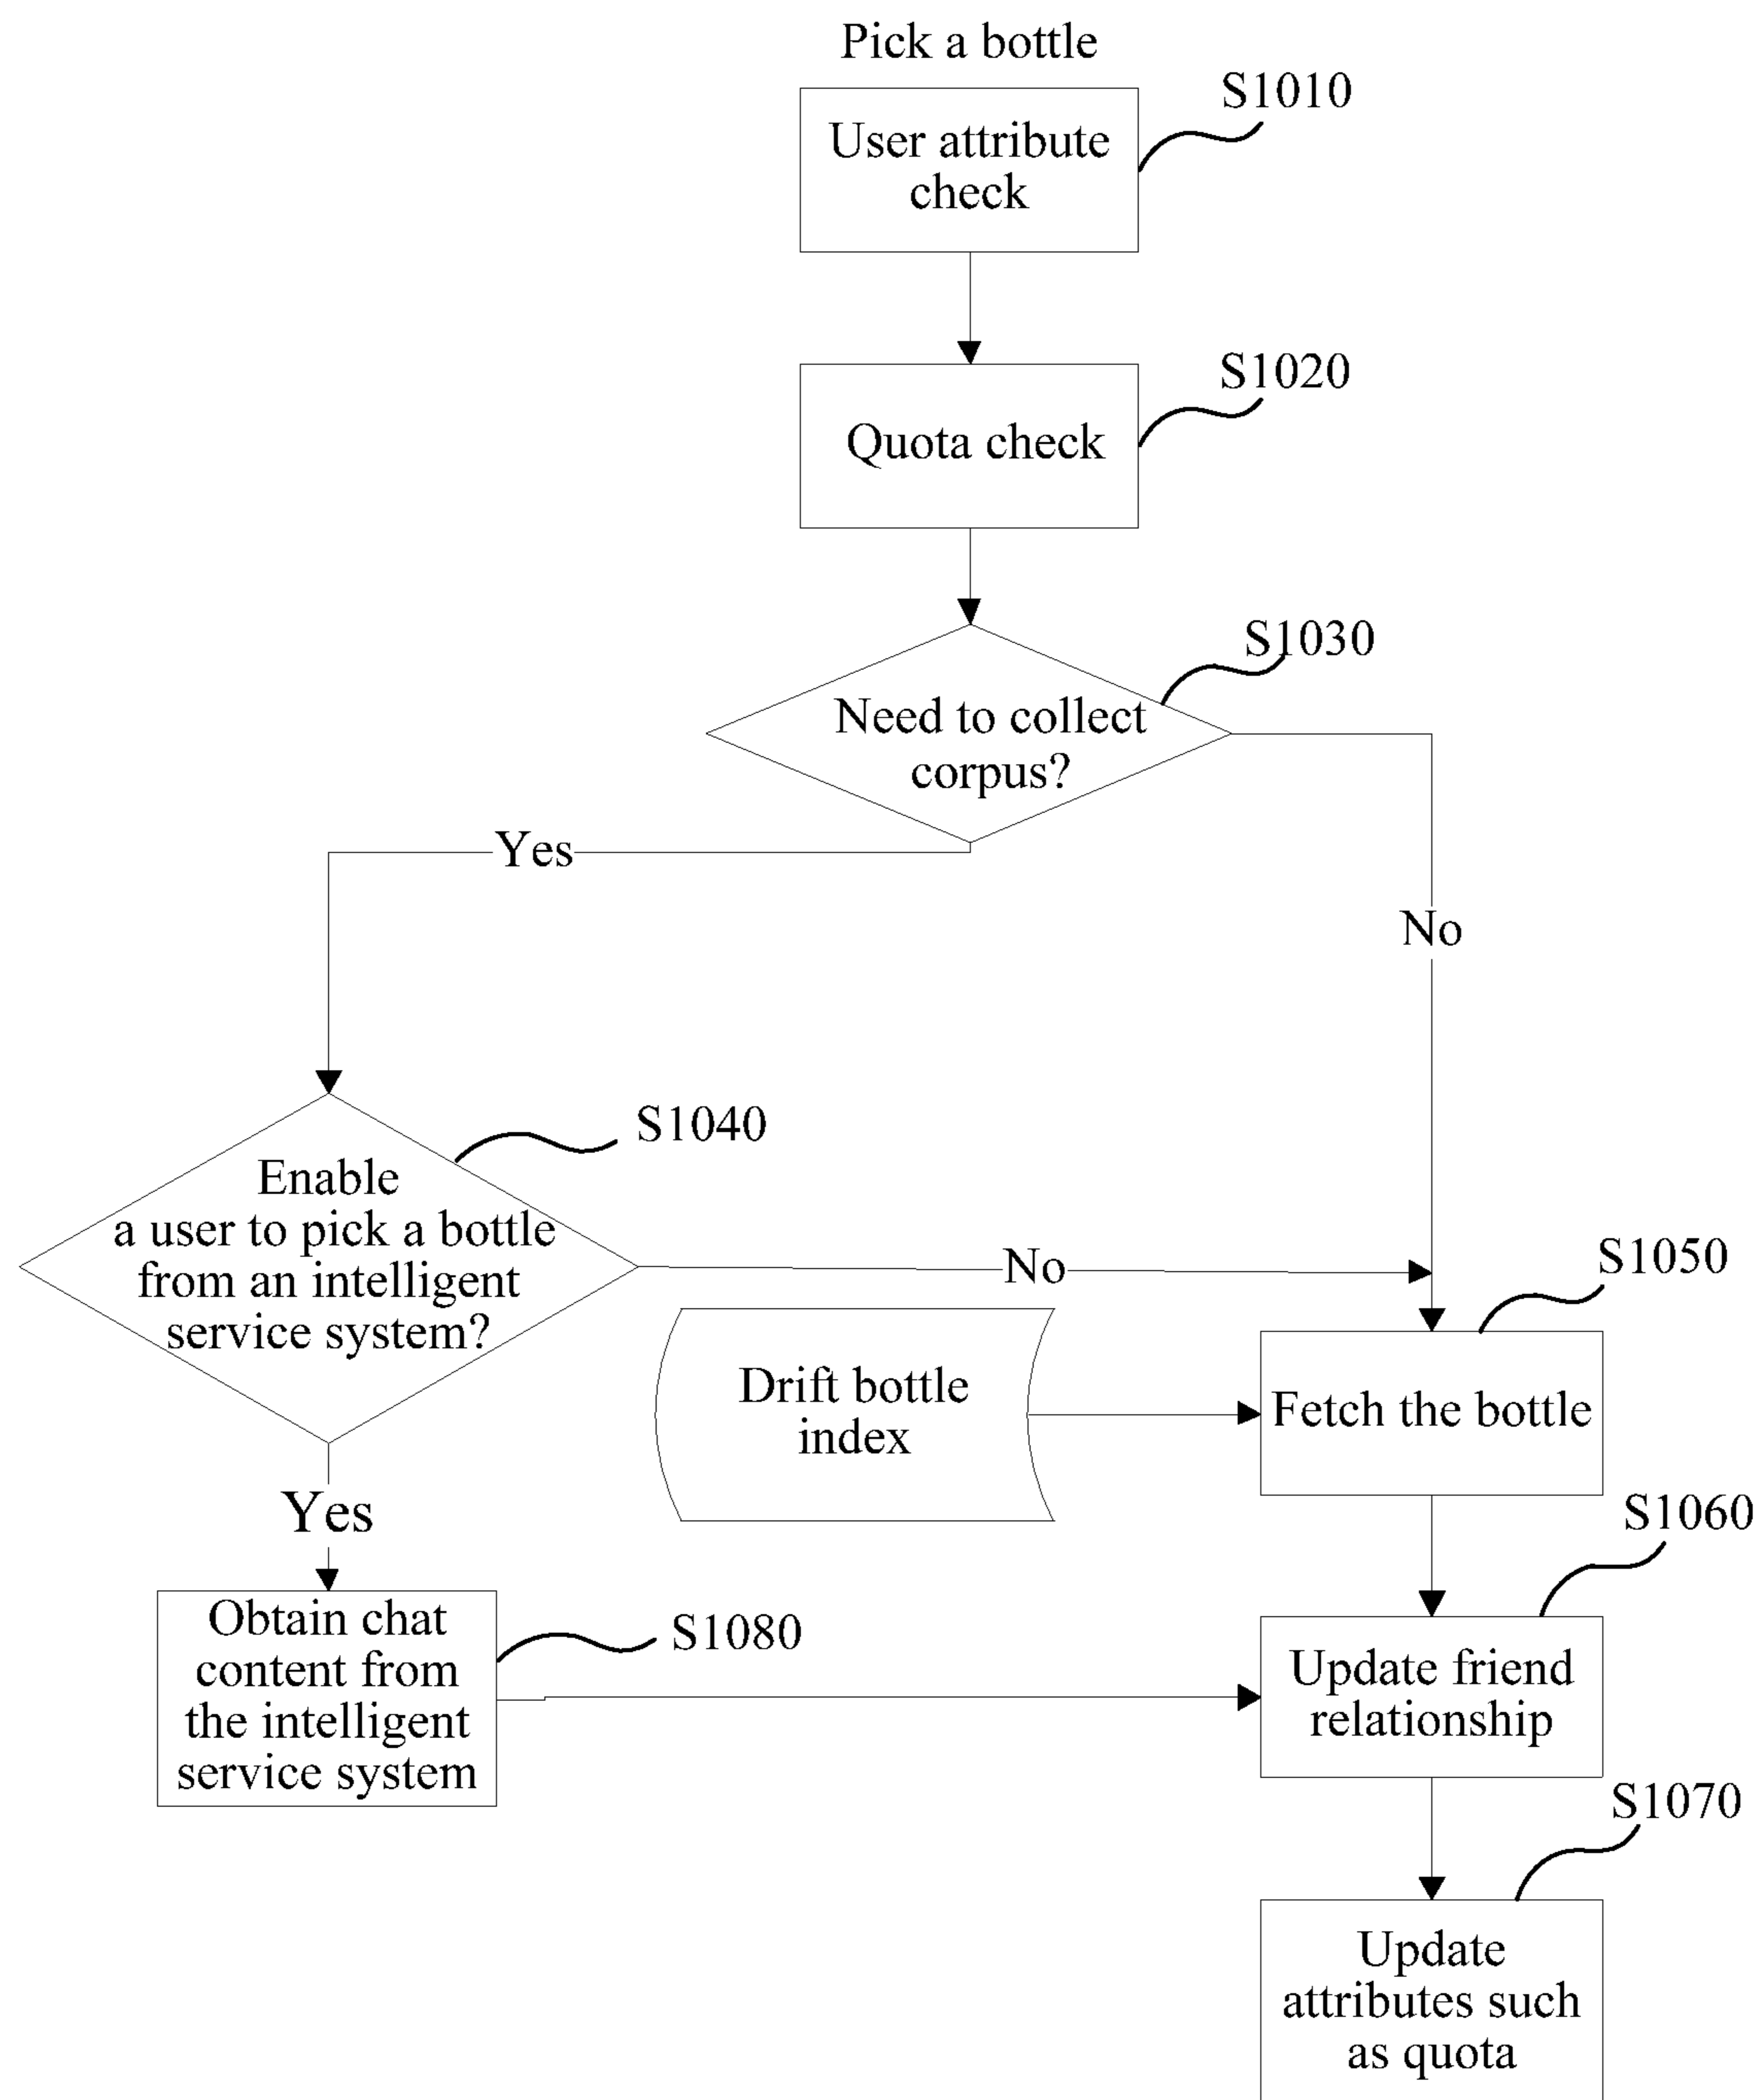 Pick a bottle
S1010
User attribute
check
S1020
Quota check
S1030
Need to collect
corpus?
Yes
No
S1040
Enable
a user to pick a bottle
from an intelligent
service system?
No
S1050
Drift bottle
index
Fetch the bottle
Yes
S1060
Obtain chat
content from
the intelligent
service system
S1080
Update friend
relationship
S1070
Update
attributes such
as quota